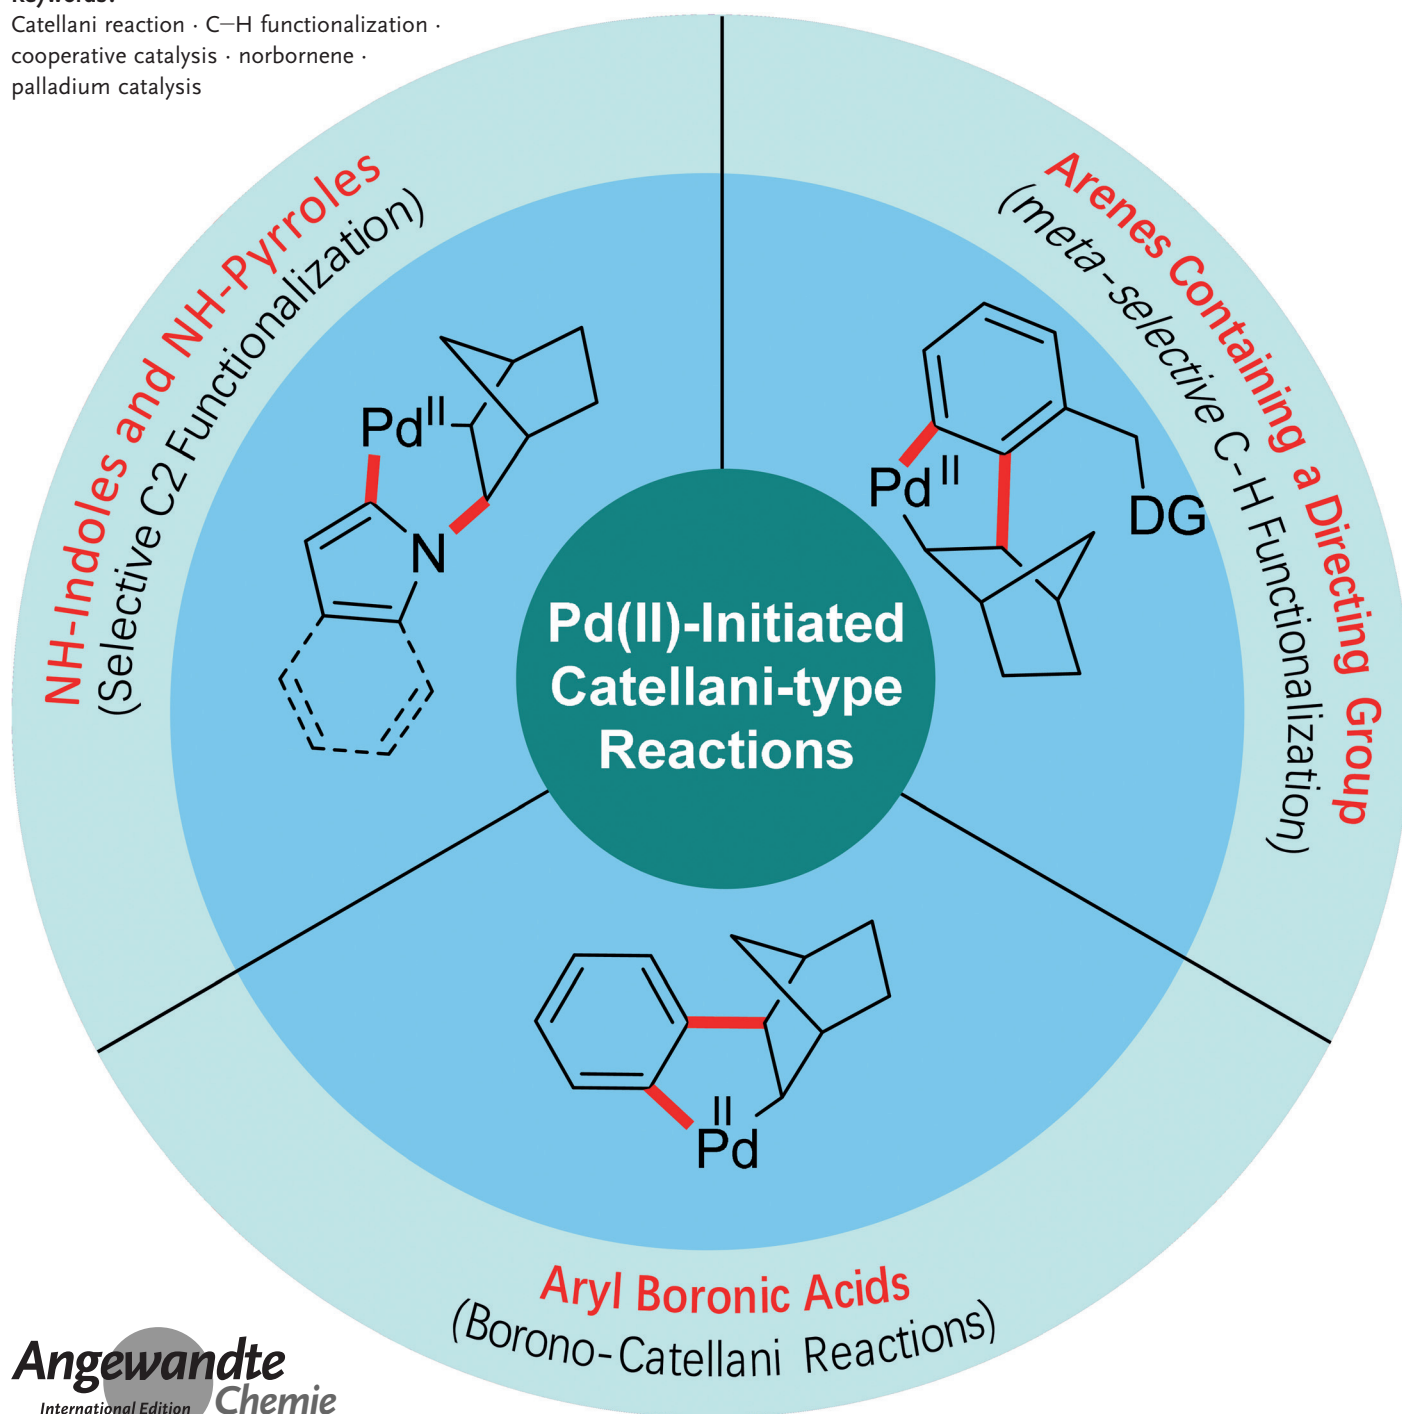 Keywords:
Catellani reaction · C–H functionalization ·
cooperative catalysis · norbornene ·
palladium catalysis
NH-Indoles and NH-Pyrroles
(Selective C2 Functionalization)
Arenes Containing a Directing Group
(meta-selective C-H Functionalization)
Pd II
N
Pd II
DG
Pd(II)-Initiated
Catellani-type
Reactions
II
Pd
Aryl Boronic Acids
(Borono-Catellani Reactions)
Angewandte
Chemie
International Edition